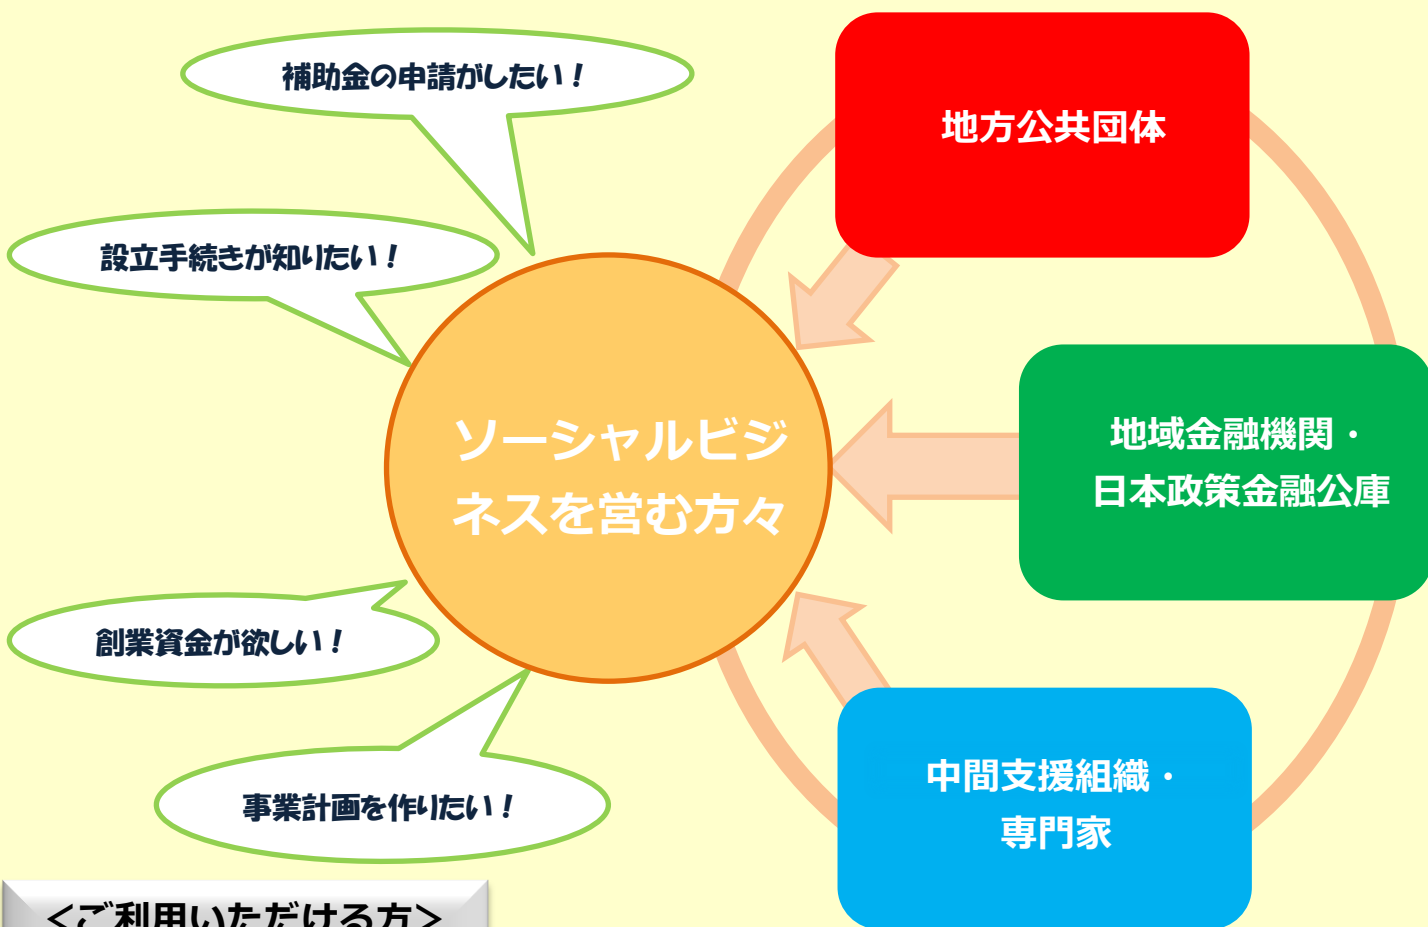 補助金の申請がしたい！
地方公共団体
設立手続きが知りたい！
ソーシャルビジ
ネスを営む方々
地域金融機関・
日本政策金融公庫
創業資金が欲しい！
事業計画を作りたい！
中間支援組織・
専門家
＜ご利用いただける方＞